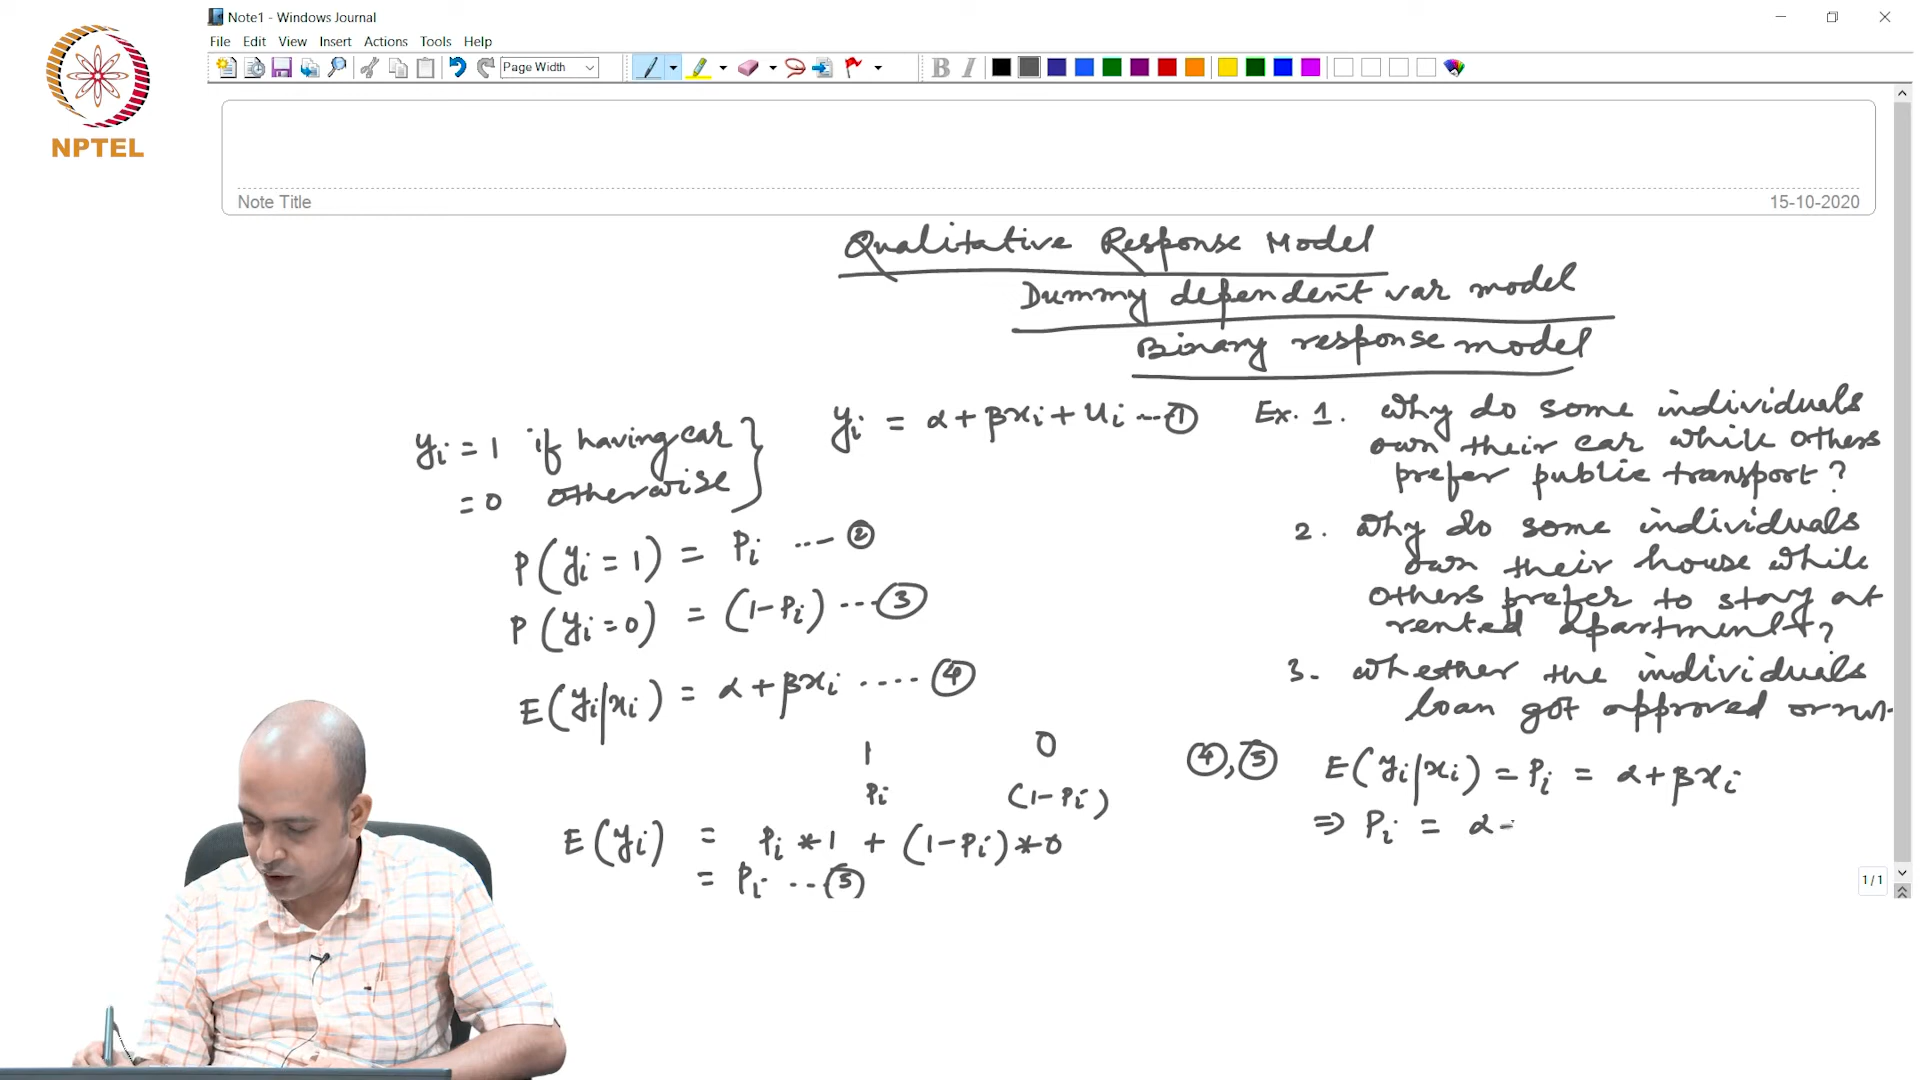 Note1 - Windows Journal
File Edit View Insert Actions Tools Help
Page Width
B I
NPTEL
Note Title
15-10-2020
Qualitative Response Model
Dummy dependent var model
Binary response model
yi = α + βxi + ui --- ①
yi = 1 if having car
= 0 otherwise }
P(yi = 1) = Pi --- ②
P(yi = 0) = (1-Pi) --- ③
E(yi|xi) = α + βxi ---- ④
1 0
Pi (1-Pi)
E(yi) = Pi * 1 + (1-Pi) * 0
= Pi --- ⑤
Ex. 1. Why do some individuals
own their car while others
prefer public transport?
2. Why do some individuals
own their house while
others prefer to stay at
rented apartment?
3. Whether the individuals
loan got approved or not.
④,⑤ E(yi|xi) = Pi = α + βxi
⇒ Pi = α -
1/1